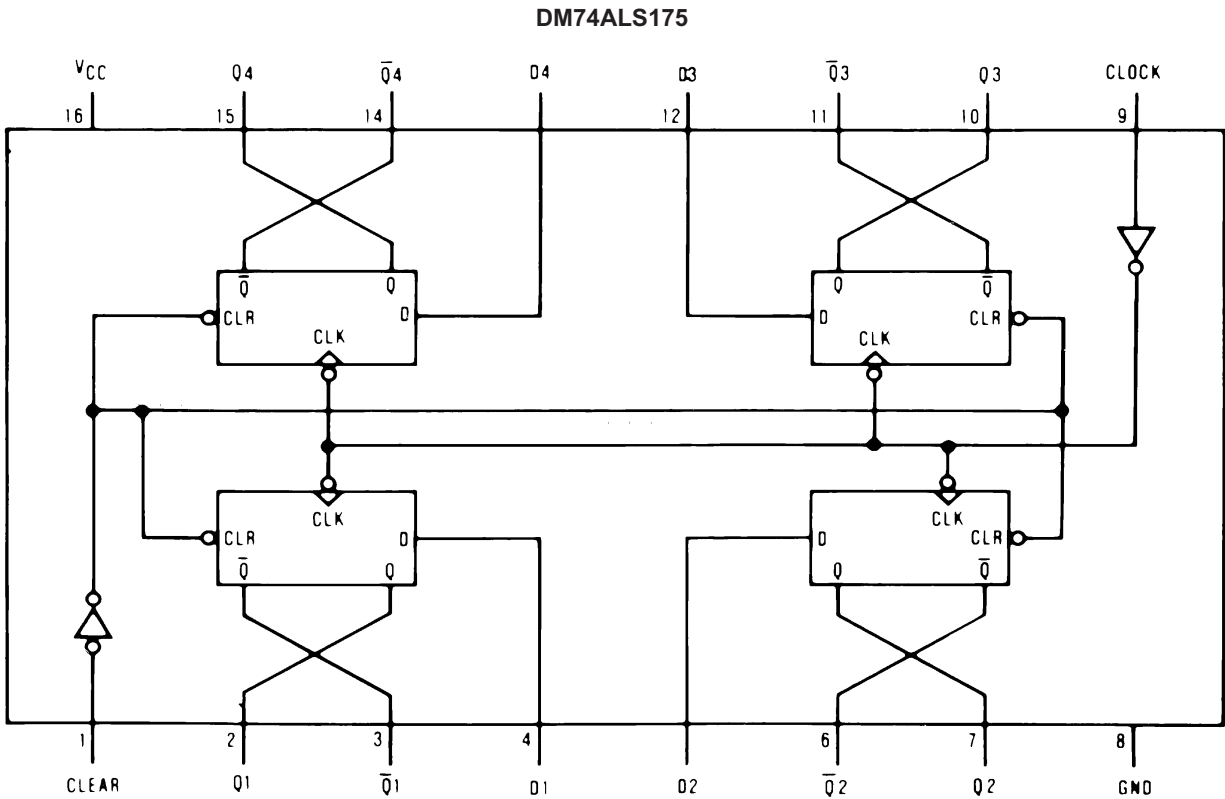 DM74ALS175
VCC Q4 Q̅4 D4 D3 Q̅3 Q3 CLOCK
16 15 14 12 11 10 9
Q̅ Q Q Q̅
CLR D D CLR
CLK CLK
CLK CLK
CLR D D CLR
Q̅ Q Q Q̅
1 2 3 4 6 7 8
CLEAR Q1 Q̅1 D1 D2 Q̅2 Q2 GND